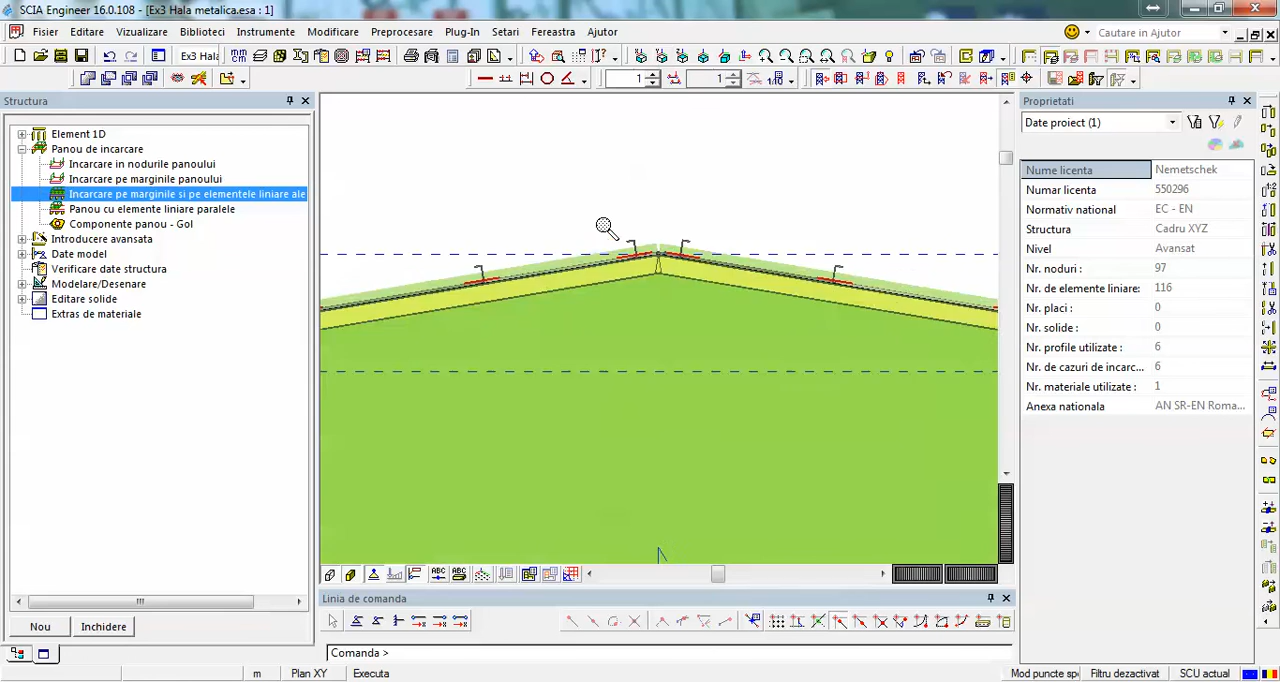 SCIA Engineer 16.0.108 - [Ex3 Hala metalica.esa : 1]
Fisier Editare Vizualizare Biblioteci Instrumente Modificare Preprocesare Plug-In Setari Fereastra Ajutor Cautare in Ajutor
Ex3 Hala
1 1
Structura
Element 1D
Panou de incarcare
Incarcare in nodurile panoului
Incarcare pe marginile panoului
Incarcare pe marginile si pe elementele liniare ale
Panou cu elemente liniare paralele
Componente panou - Gol
Introducere avansata
Date model
Verificare date structura
Modelare/Desenare
Editare solide
Extras de materiale
Nou Inchidere
Proprietati
Date proiect (1)
Nume licenta Nemetschek
Numar licenta 550296
Normativ national EC - EN
Structura Cadru XYZ
Nivel Avansat
Nr. noduri : 97
Nr. de elemente liniare: 116
Nr. placi : 0
Nr. solide : 0
Nr. profile utilizate : 6
Nr. de cazuri de incarc... 6
Nr. materiale utilizate : 1
Anexa nationala AN SR-EN Roma...
ABC ABC
Linia de comanda
Comanda >
m Plan XY Executa Mod puncte spe Filtru dezactivat SCU actual